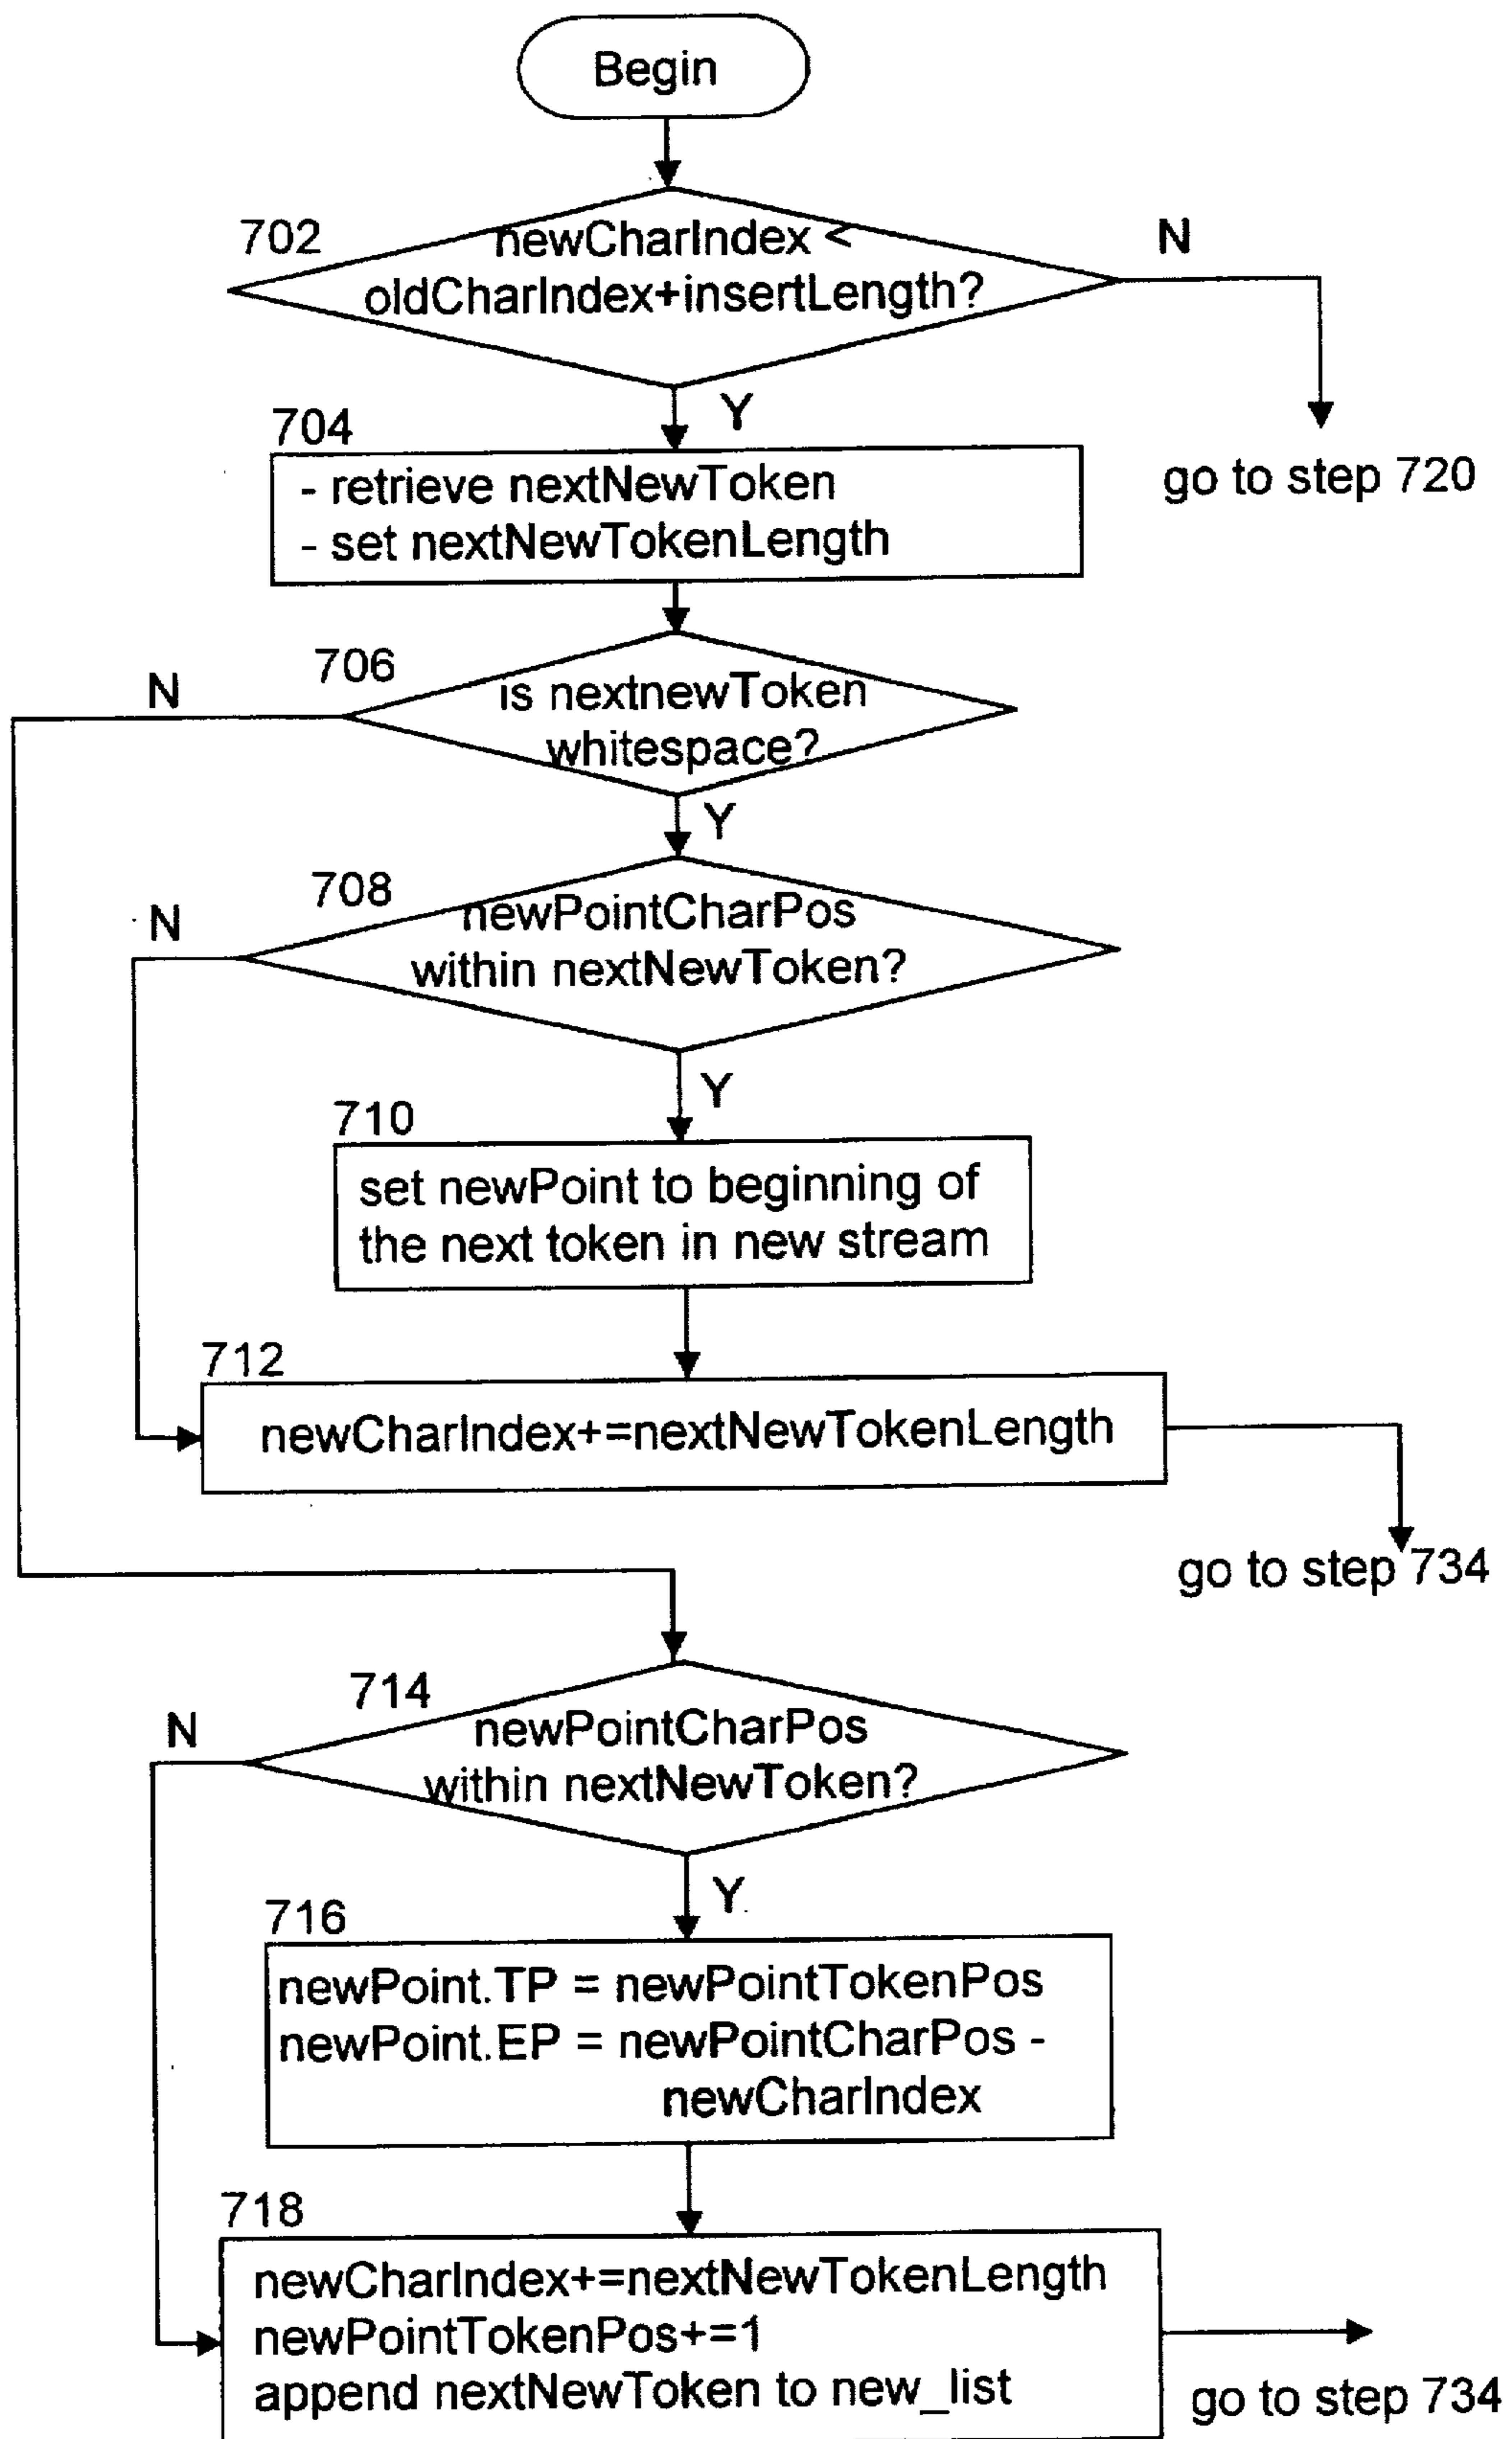 Begin
702
newCharIndex <
oldCharIndex+insertLength?
N
Y
go to step 720
704
- retrieve nextNewToken
- set nextNewTokenLength
706
N
is nextnewToken
whitespace?
Y
708
N
newPointCharPos
within nextNewToken?
Y
710
set newPoint to beginning of
the next token in new stream
712
newCharIndex+=nextNewTokenLength
go to step 734
714
N
newPointCharPos
within nextNewToken?
Y
716
newPoint.TP = newPointTokenPos
newPoint.EP = newPointCharPos -
newCharIndex
718
newCharIndex+=nextNewTokenLength
newPointTokenPos+=1
append nextNewToken to new_list
go to step 734